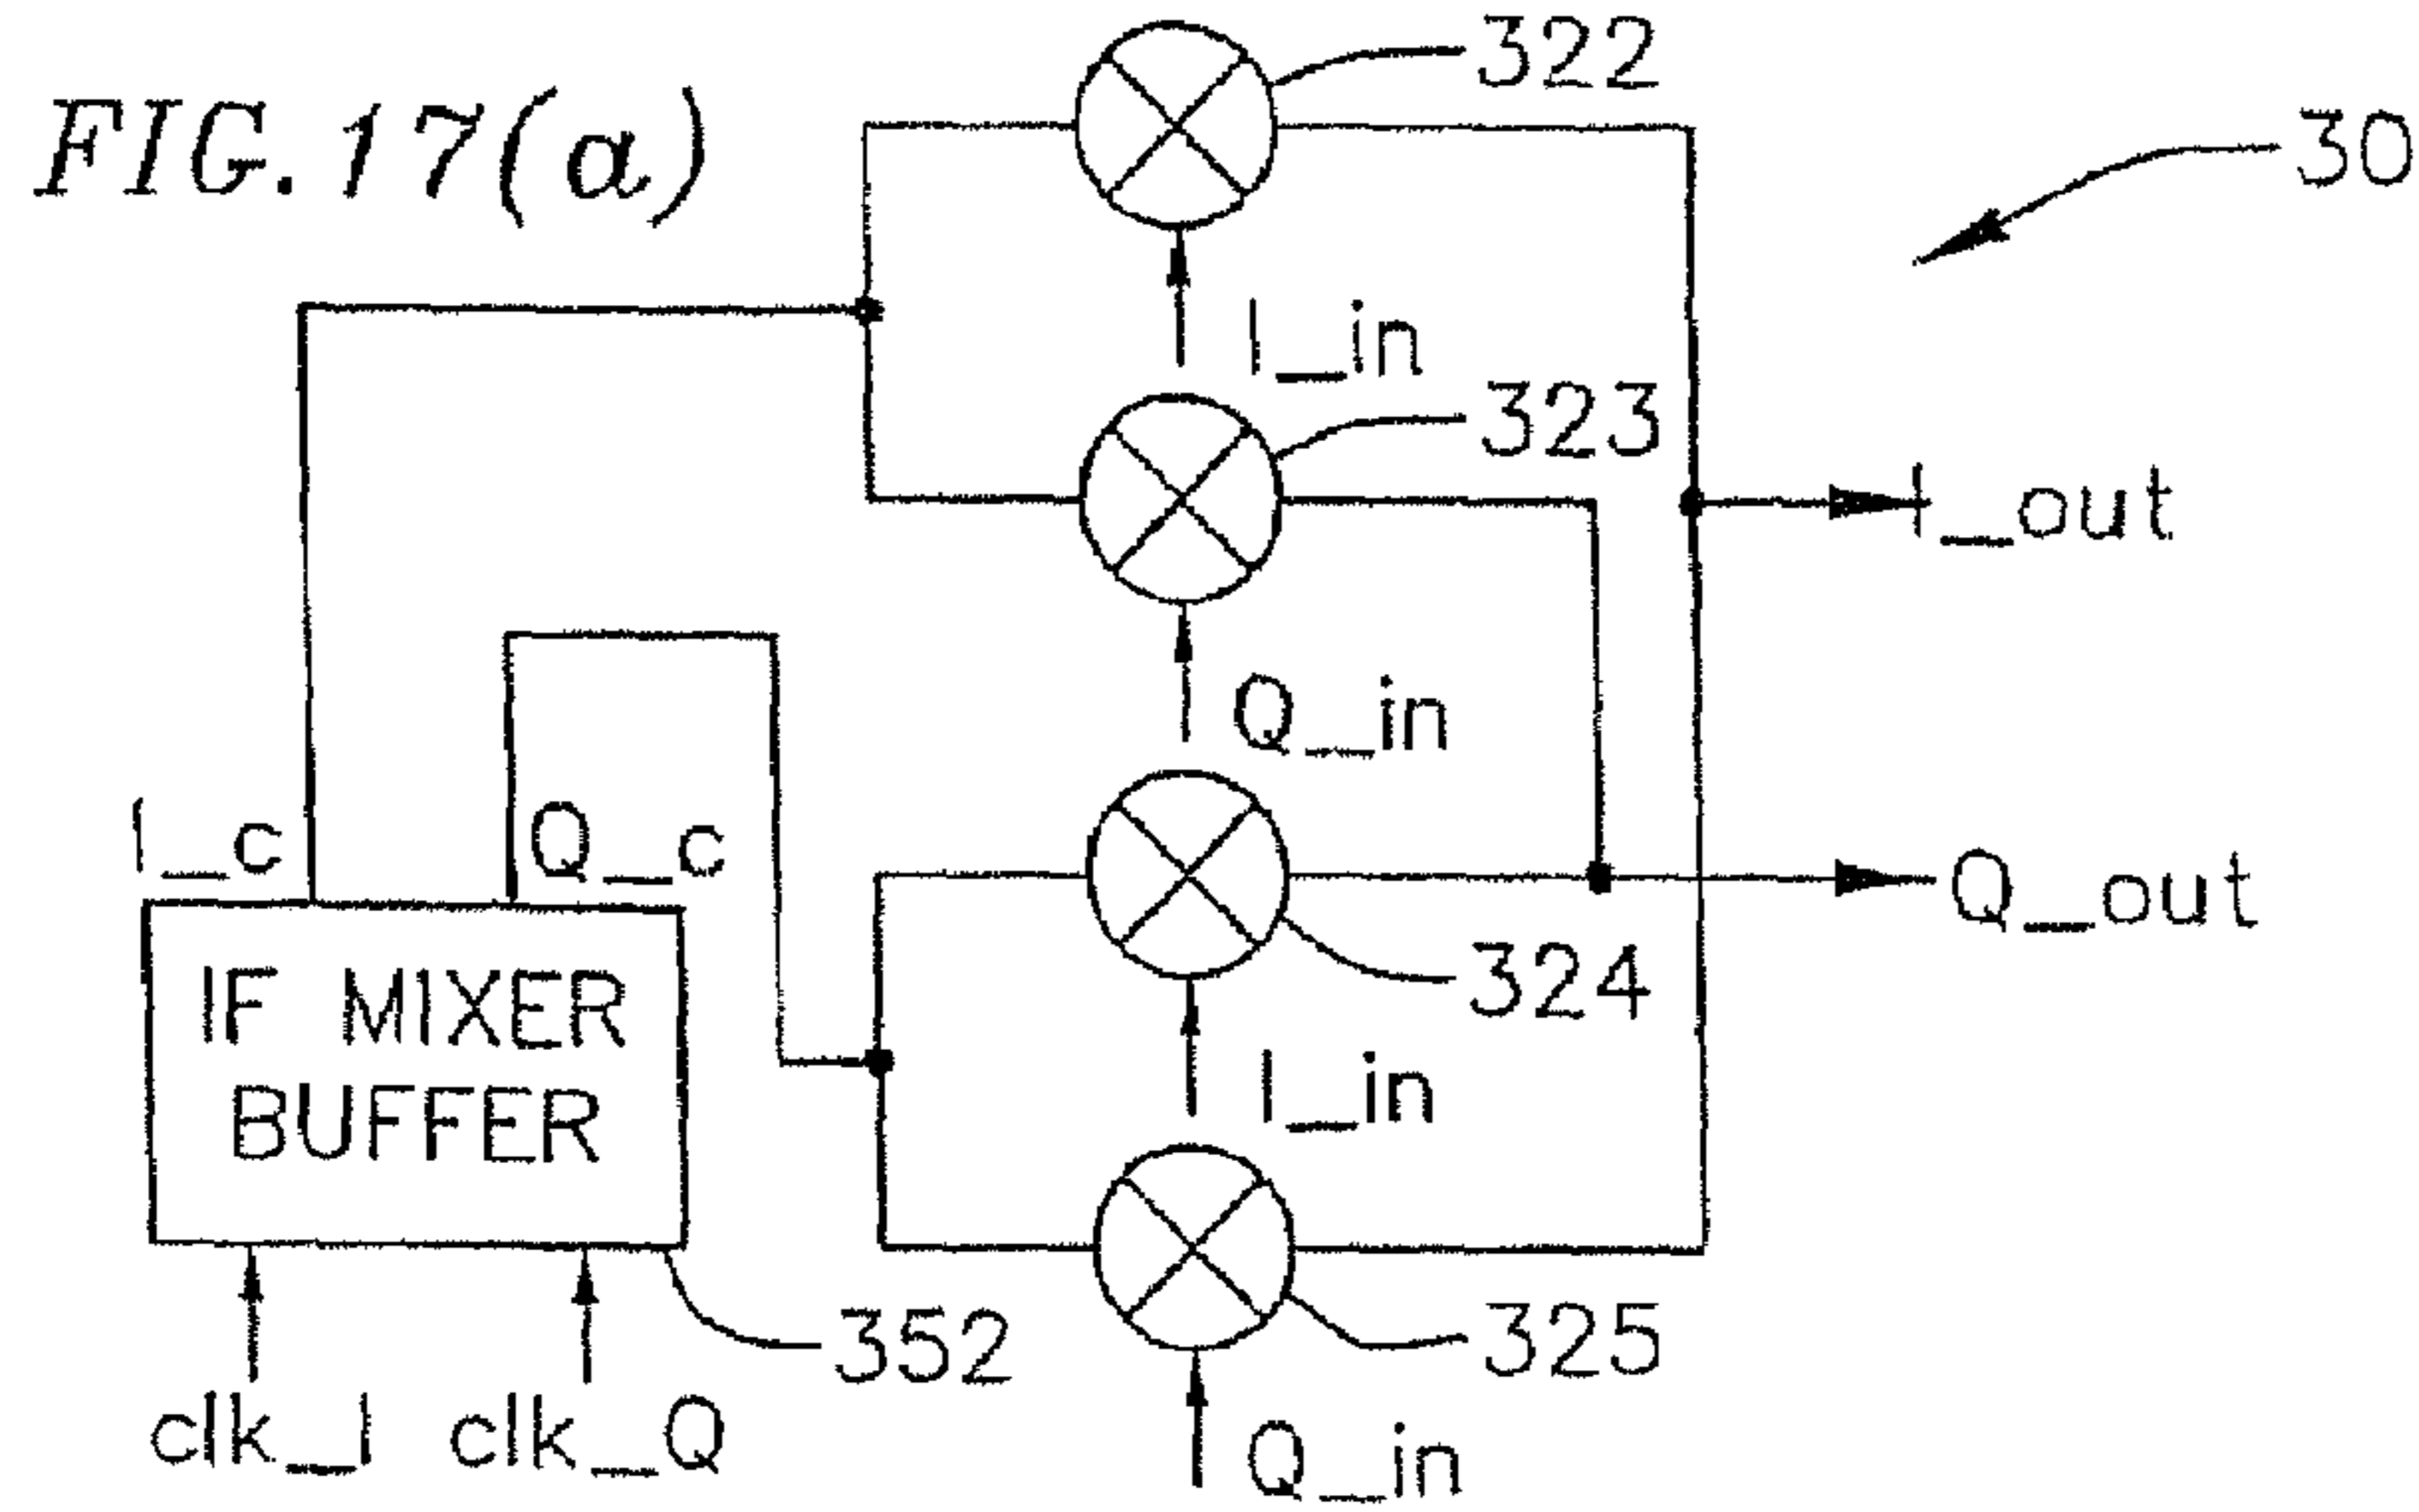 FIG. 17(a)
322
30
I_in
323
I_out
Q_in
I_c
Q_c
Q_out
IF MIXER
BUFFER
324
I_in
352
325
clk_I
clk_Q
Q_in